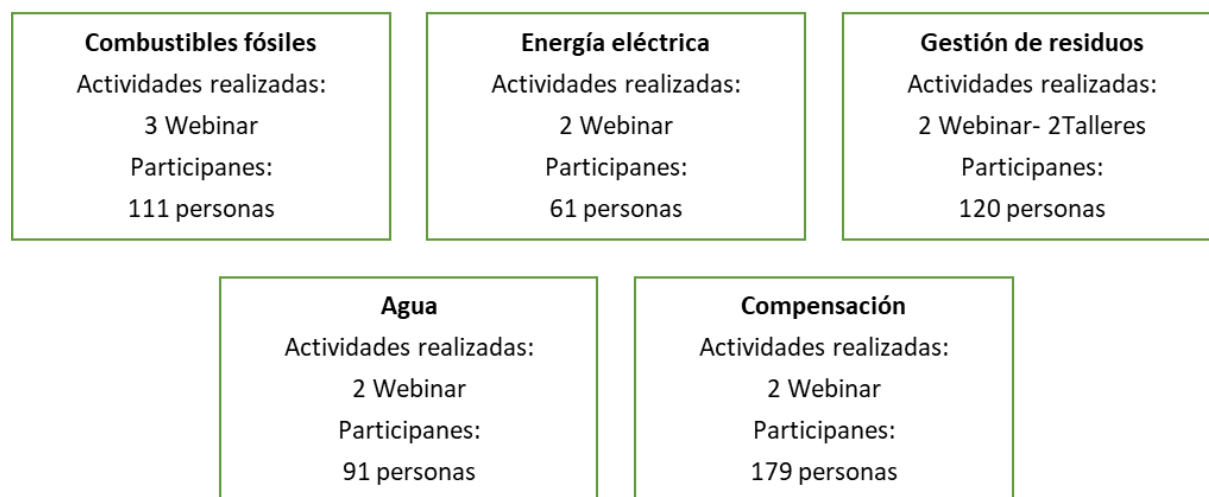 Combustibles fósiles
Actividades realizadas:
3 Webinar
Participanes:
111 personas
Energía eléctrica
Actividades realizadas:
2 Webinar
Participanes:
61 personas
Gestión de residuos
Actividades realizadas:
2 Webinar- 2Talleres
Participanes:
120 personas
Agua
Actividades realizadas:
2 Webinar
Participanes:
91 personas
Compensación
Actividades realizadas:
2 Webinar
Participanes:
179 personas